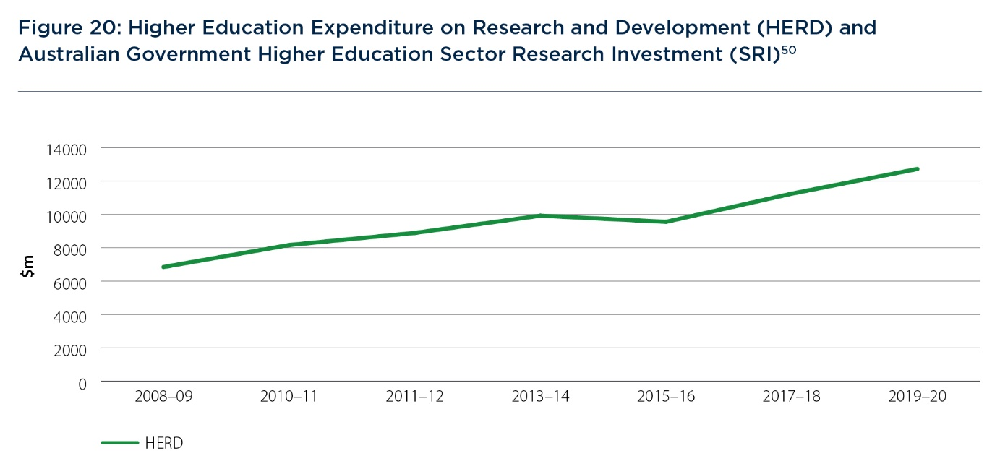 Figure 20: Higher Education Expenditure on Research and Development (HERD) and
Australian Government Higher Education Sector Research Investment (SRI)⁵⁰
14000
12000
10000
8000
6000
4000
2000
0
$m
2008–09 2010–11 2011–12 2013–14 2015–16 2017–18 2019–20
HERD